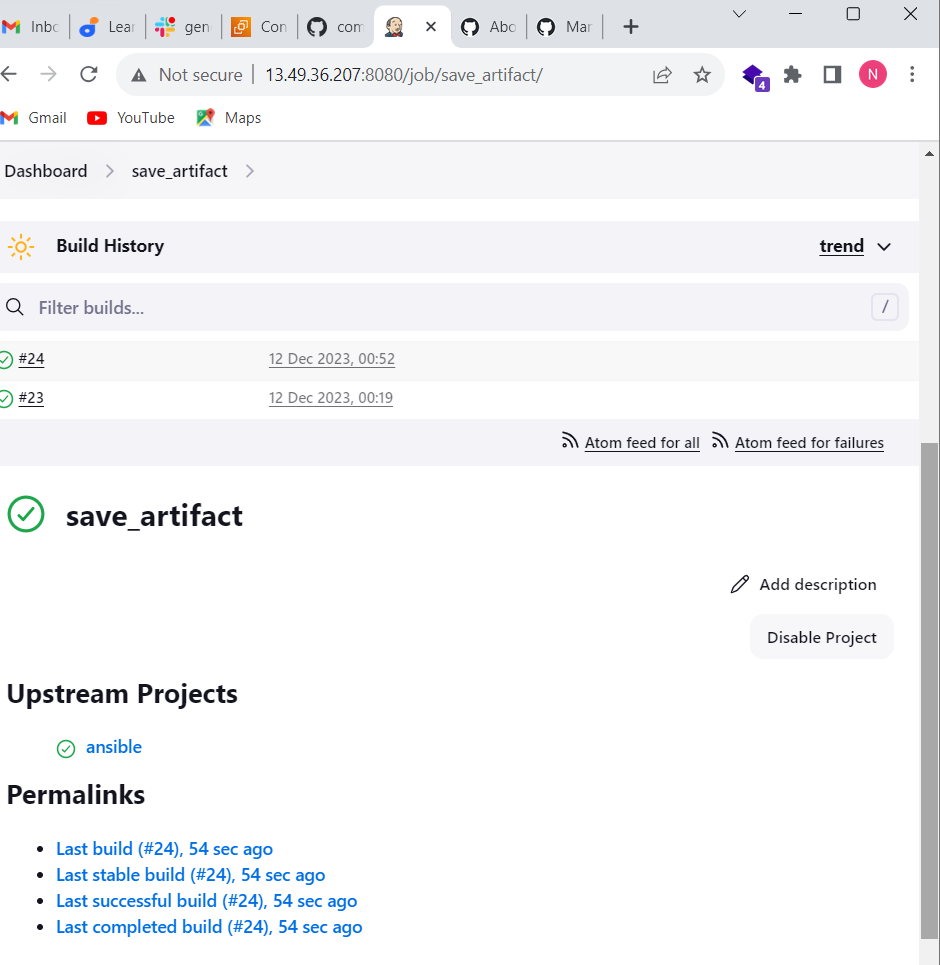 Inbo
Lear
gen
Con
com
Abo
Mar
Not secure
13.49.36.207:8080/job/save_artifact/
4
N
Gmail
YouTube
Maps
Dashboard
save_artifact
Build History
trend
Filter builds...
/
#24 12 Dec 2023, 00:52
#23 12 Dec 2023, 00:19
Atom feed for all Atom feed for failures
save_artifact
Add description
Disable Project
Upstream Projects
ansible
Permalinks
Last build (#24), 54 sec ago
Last stable build (#24), 54 sec ago
Last successful build (#24), 54 sec ago
Last completed build (#24), 54 sec ago